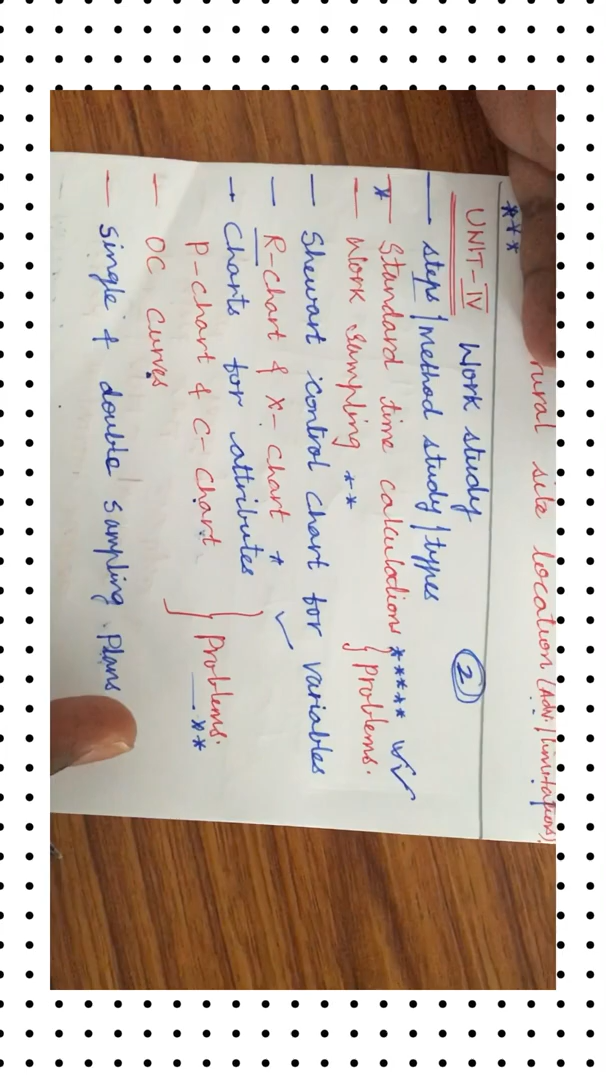 *** rural site location (Adv./limitations)
UNIT-IV Work study (2)
— steps/method study/types
* — Standard time calculations **** } Problems.
— Work sampling **
— Shewart control chart for variables
— R-chart & X-chart *
→ Charts for attributes
P-chart & C-chart. } Problems. **
— OC curves
— Single & double sampling Plans